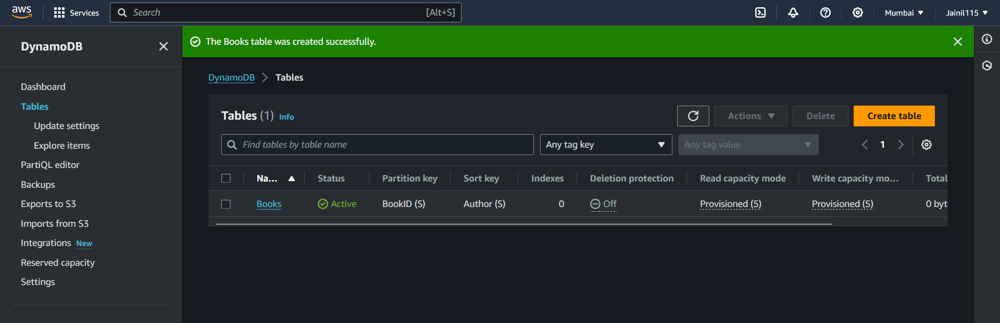 aws Services Search [Alt+S] Mumbai Jainil115
DynamoDB
Dashboard
Tables
Update settings
Explore items
PartiQL editor
Backups
Exports to S3
Imports from S3
Integrations New
Reserved capacity
Settings
The Books table was created successfully.
DynamoDB Tables
Tables (1) Info
Actions Delete Create table
Find tables by table name Any tag key Any tag value 1
Na... Status Partition key Sort key Indexes Deletion protection Read capacity mode Write capacity mo... Total
Books Active BookID (S) Author (S) 0 Off Provisioned (5) Provisioned (5) 0 byt